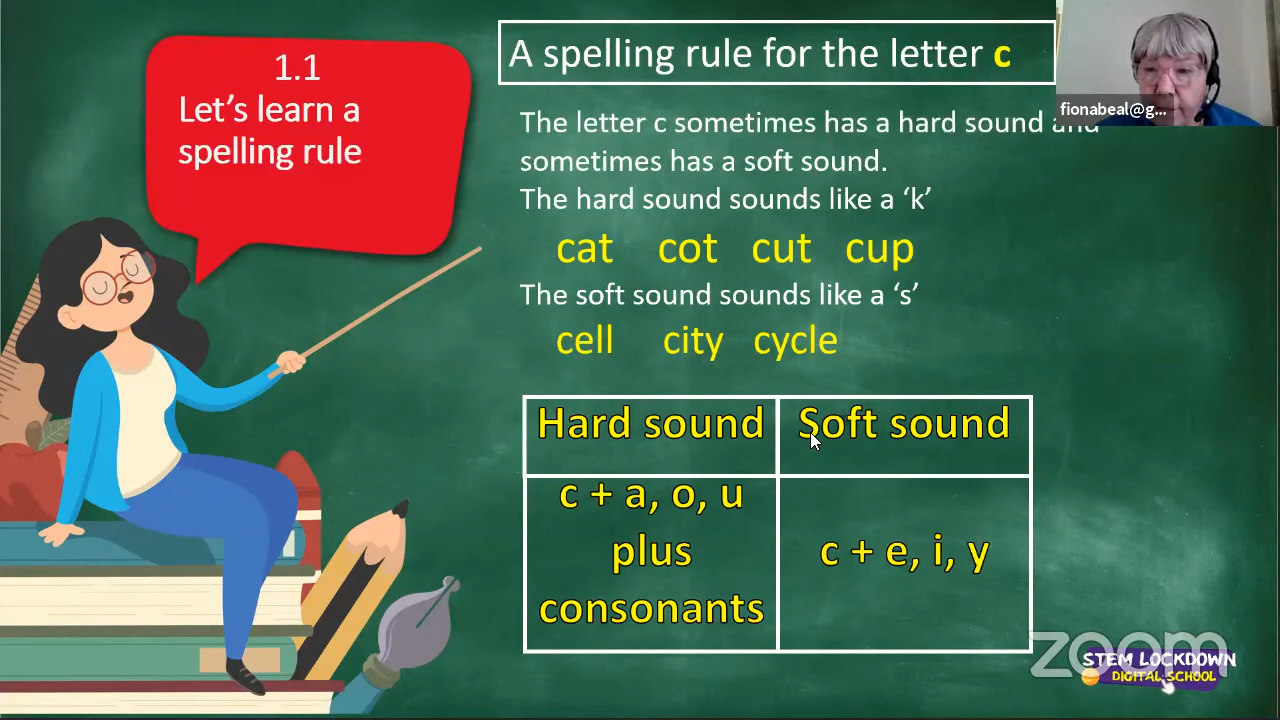 1.1
Let's learn a
spelling rule
A spelling rule for the letter c
fionabeal@g...
The letter c sometimes has a hard sound and
sometimes has a soft sound.
The hard sound sounds like a 'k'
cat cot cut cup
The soft sound sounds like a 's'
cell city cycle
Hard sound Soft sound
c + a, o, u
plus
consonants
c + e, i, y
zoom
STEM LOCKDOWN
DIGITAL SCHOOL